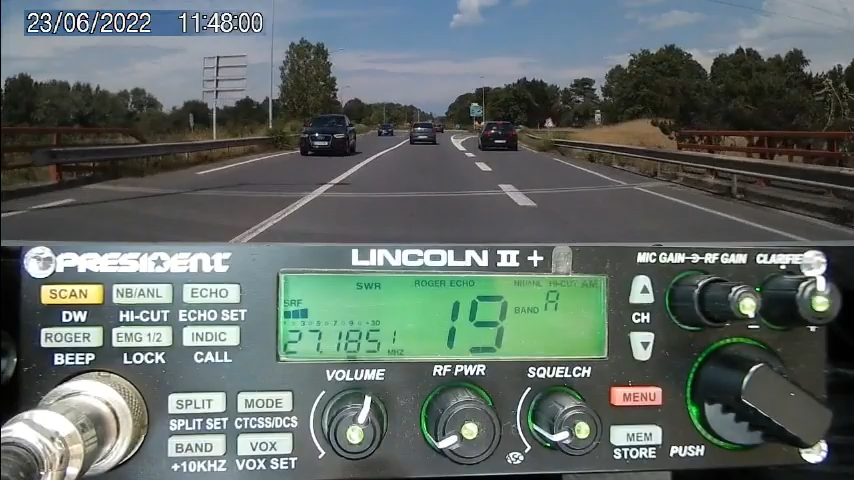 23/06/2022 11:48:00
PRESIDENT LINCOLN II + MIC GAIN RF GAIN CLARIFIE
SCAN NB/ANL ECHO
DW HI-CUT ECHO SET
ROGER EMG 1/2 INDIC
BEEP LOCK CALL
SWR ROGER ECHO NB/ANL HI-CUT AM
SRF BAND A
19
27.185 MHZ
CH
VOLUME RF PWR SQUELCH
SPLIT MODE
SPLIT SET CTCSS/DCS
BAND VOX
+10KHZ VOX SET
ASC
MENU
MEM
STORE
PUSH
- +